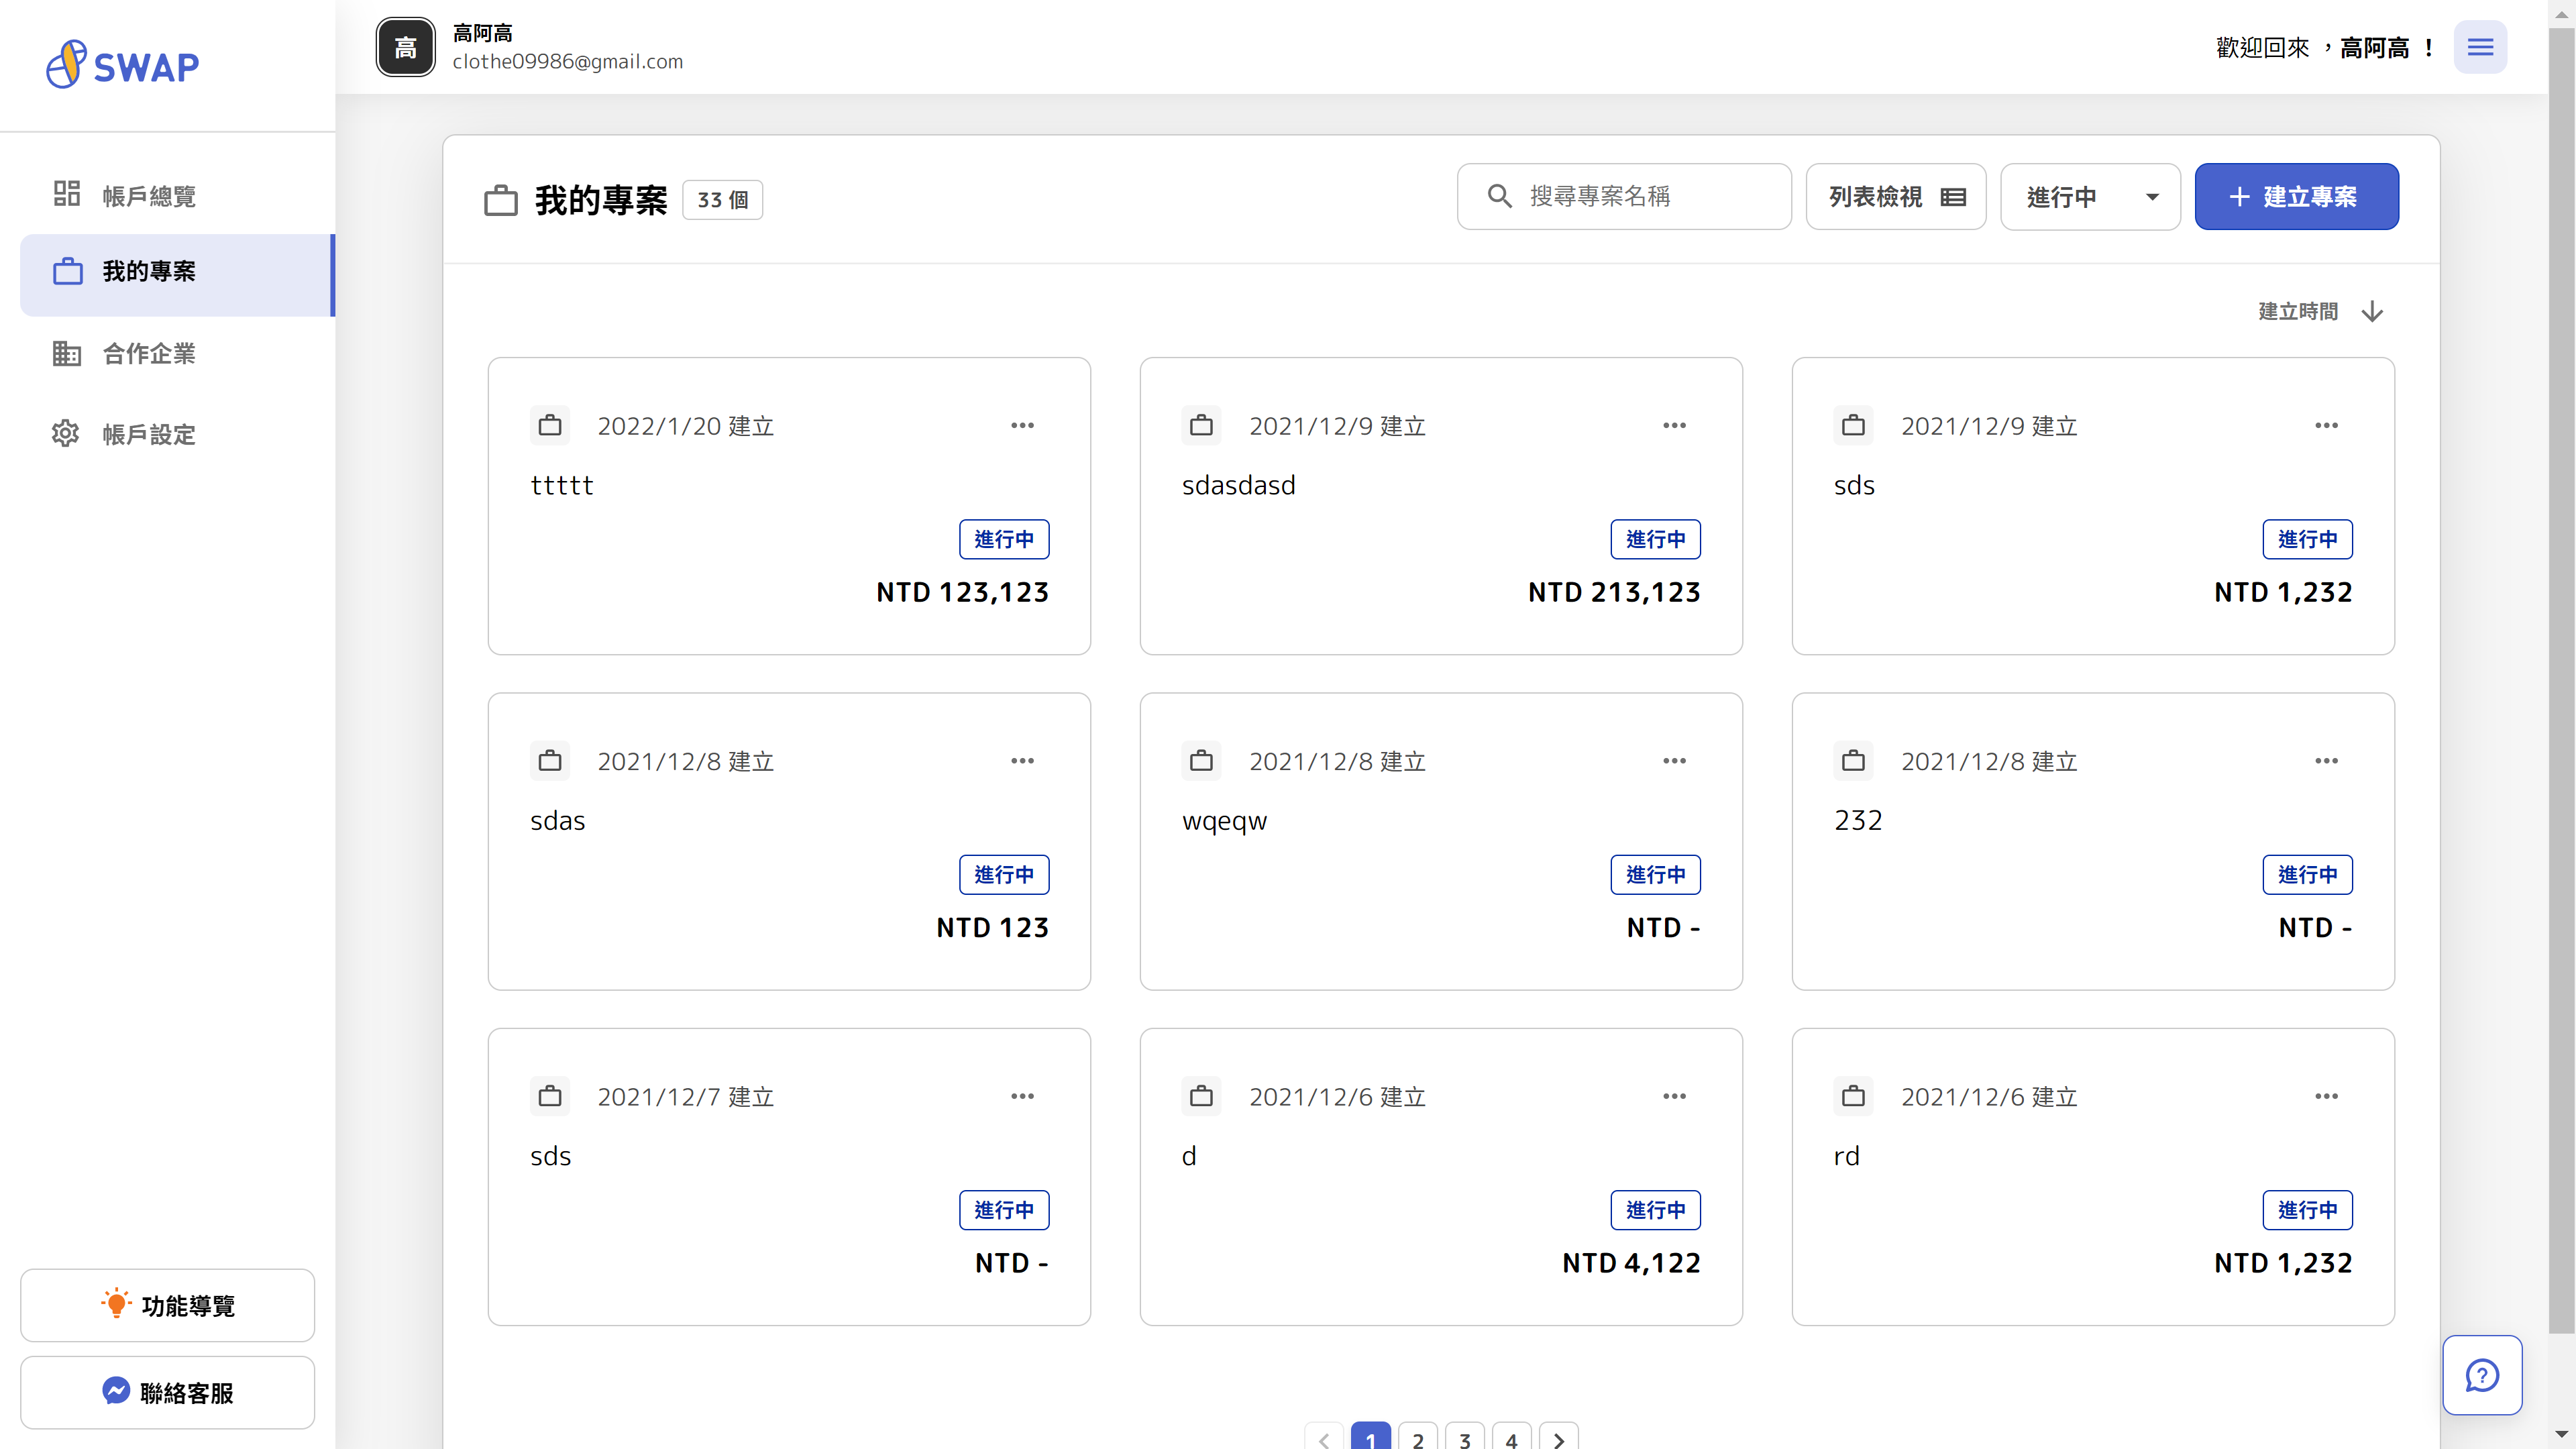 SWAP
高
高阿高
clothe09986@gmail.com
歡迎回來 ，高阿高 ！
帳戶總覽
我的專案
合作企業
帳戶設定
功能導覽
聯絡客服
我的專案 33 個
搜尋專案名稱
列表檢視
進行中
＋ 建立專案
建立時間
2022/1/20 建立
ttttt
進行中
NTD 123,123
2021/12/9 建立
sdasdasd
進行中
NTD 213,123
2021/12/9 建立
sds
進行中
NTD 1,232
2021/12/8 建立
sdas
進行中
NTD 123
2021/12/8 建立
wqeqw
進行中
NTD -
2021/12/8 建立
232
進行中
NTD -
2021/12/7 建立
sds
進行中
NTD -
2021/12/6 建立
d
進行中
NTD 4,122
2021/12/6 建立
rd
進行中
NTD 1,232
1 2 3 4